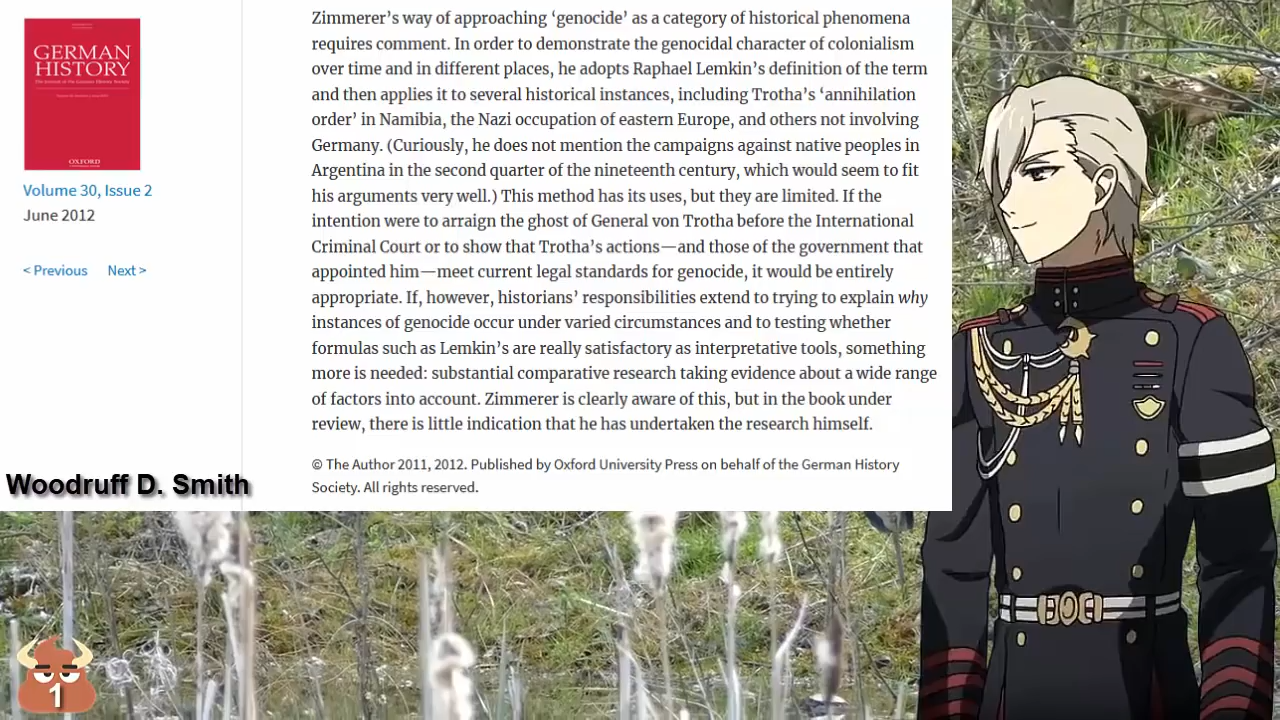 GERMAN
HISTORY
OXFORD
Volume 30, Issue 2
June 2012
< Previous Next >
Zimmerer’s way of approaching ‘genocide’ as a category of historical phenomena
requires comment. In order to demonstrate the genocidal character of colonialism
over time and in different places, he adopts Raphael Lemkin’s definition of the term
and then applies it to several historical instances, including Trotha’s ‘annihilation
order’ in Namibia, the Nazi occupation of eastern Europe, and others not involving
Germany. (Curiously, he does not mention the campaigns against native peoples in
Argentina in the second quarter of the nineteenth century, which would seem to fit
his arguments very well.) This method has its uses, but they are limited. If the
intention were to arraign the ghost of General von Trotha before the International
Criminal Court or to show that Trotha’s actions—and those of the government that
appointed him—meet current legal standards for genocide, it would be entirely
appropriate. If, however, historians’ responsibilities extend to trying to explain why
instances of genocide occur under varied circumstances and to testing whether
formulas such as Lemkin’s are really satisfactory as interpretative tools, something
more is needed: substantial comparative research taking evidence about a wide range
of factors into account. Zimmerer is clearly aware of this, but in the book under
review, there is little indication that he has undertaken the research himself.
© The Author 2011, 2012. Published by Oxford University Press on behalf of the German History
Society. All rights reserved.
Woodruff D. Smith
1